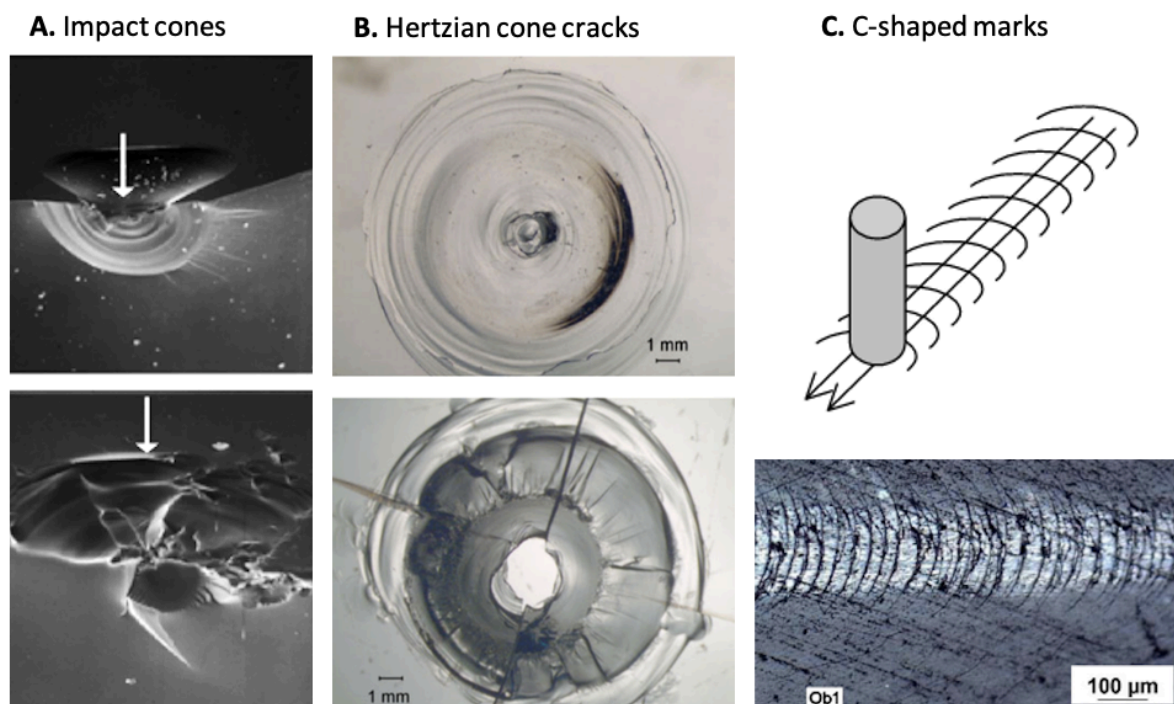 A. Impact cones
B. Hertzian cone cracks
C. C-shaped marks
1 mm
1 mm
Ob1
100 µm